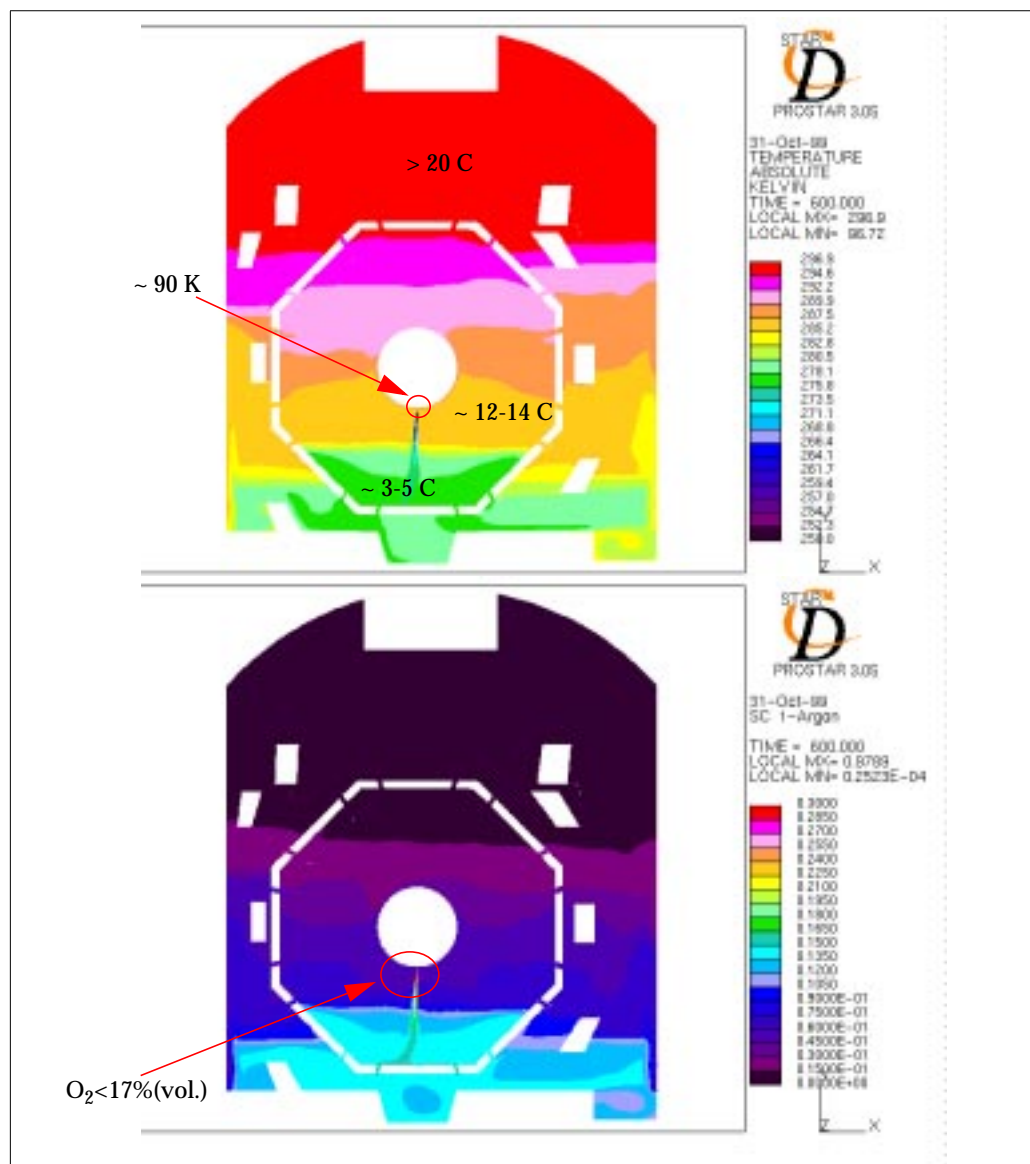 STAR
CD
PROSTAR 3.05
31-Oct-99
TEMPERATURE
ABSOLUTE
KELVIN
TIME = 600.000
LOCAL MX= 296.9
LOCAL MN= 96.72
296.9
294.6
292.2
289.9
287.5
285.2
282.8
280.5
278.1
275.8
273.5
271.1
268.8
266.4
264.1
261.7
259.4
257.0
254.7
252.3
250.0
Z X
> 20 C
~ 90 K
~ 12-14 C
~ 3-5 C
STAR
CD
PROSTAR 3.05
31-Oct-99
SC 1-Argon
TIME = 600.000
LOCAL MX= 0.8789
LOCAL MN= 0.2523E-04
0.3000
0.2850
0.2700
0.2550
0.2400
0.2250
0.2100
0.1950
0.1800
0.1650
0.1500
0.1350
0.1200
0.1050
0.9000E-01
0.7500E-01
0.6000E-01
0.4500E-01
0.3000E-01
0.1500E-01
0.0000E+00
Z X
O₂<17%(vol.)